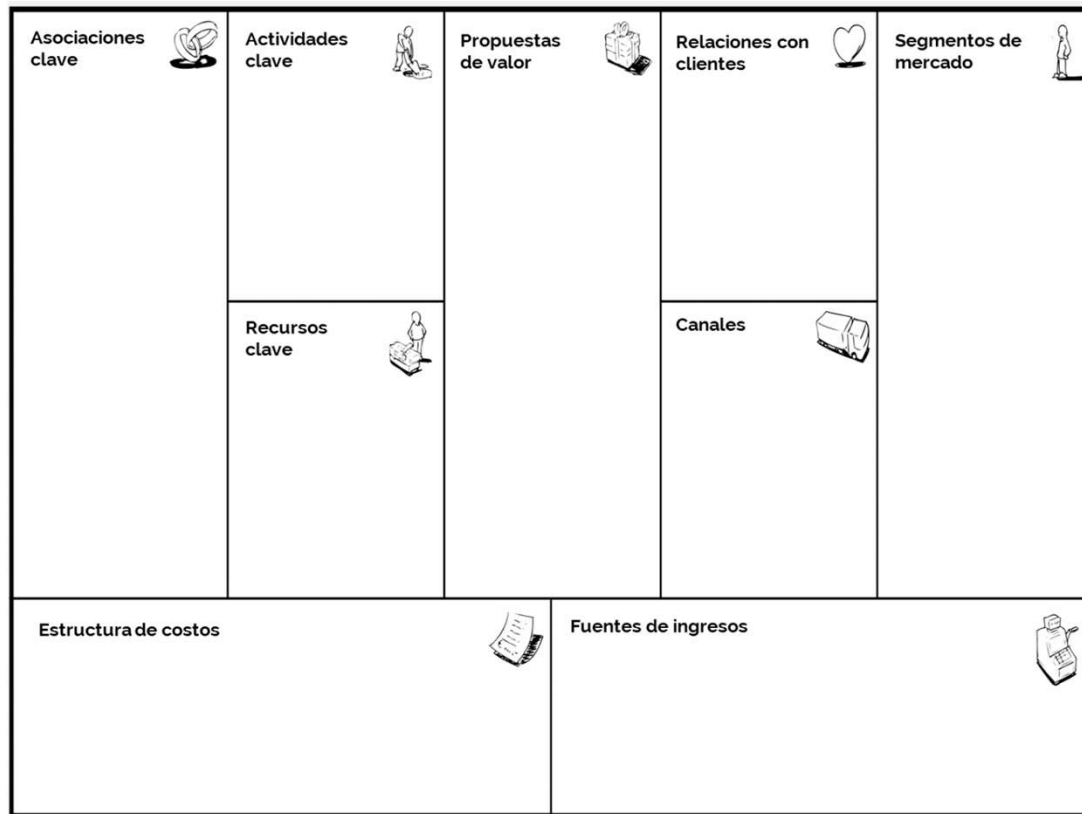 Asociaciones
clave
Actividades
clave
Propuestas
de valor
Relaciones con
clientes
Segmentos de
mercado
Recursos
clave
Canales
Estructura de costos
Fuentes de ingresos